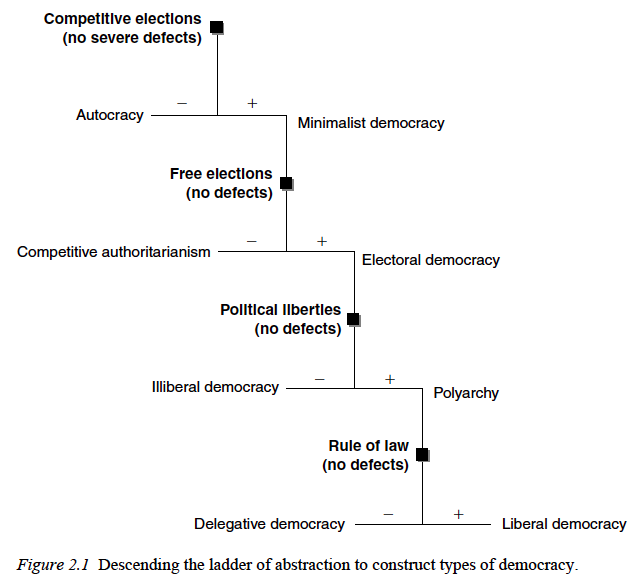 Competitive elections
(no severe defects)
− +
Autocracy
Minimalist democracy
Free elections
(no defects)
− +
Competitive authoritarianism
Electoral democracy
Political liberties
(no defects)
− +
Illiberal democracy
Polyarchy
Rule of law
(no defects)
− +
Delegative democracy Liberal democracy
Figure 2.1 Descending the ladder of abstraction to construct types of democracy.